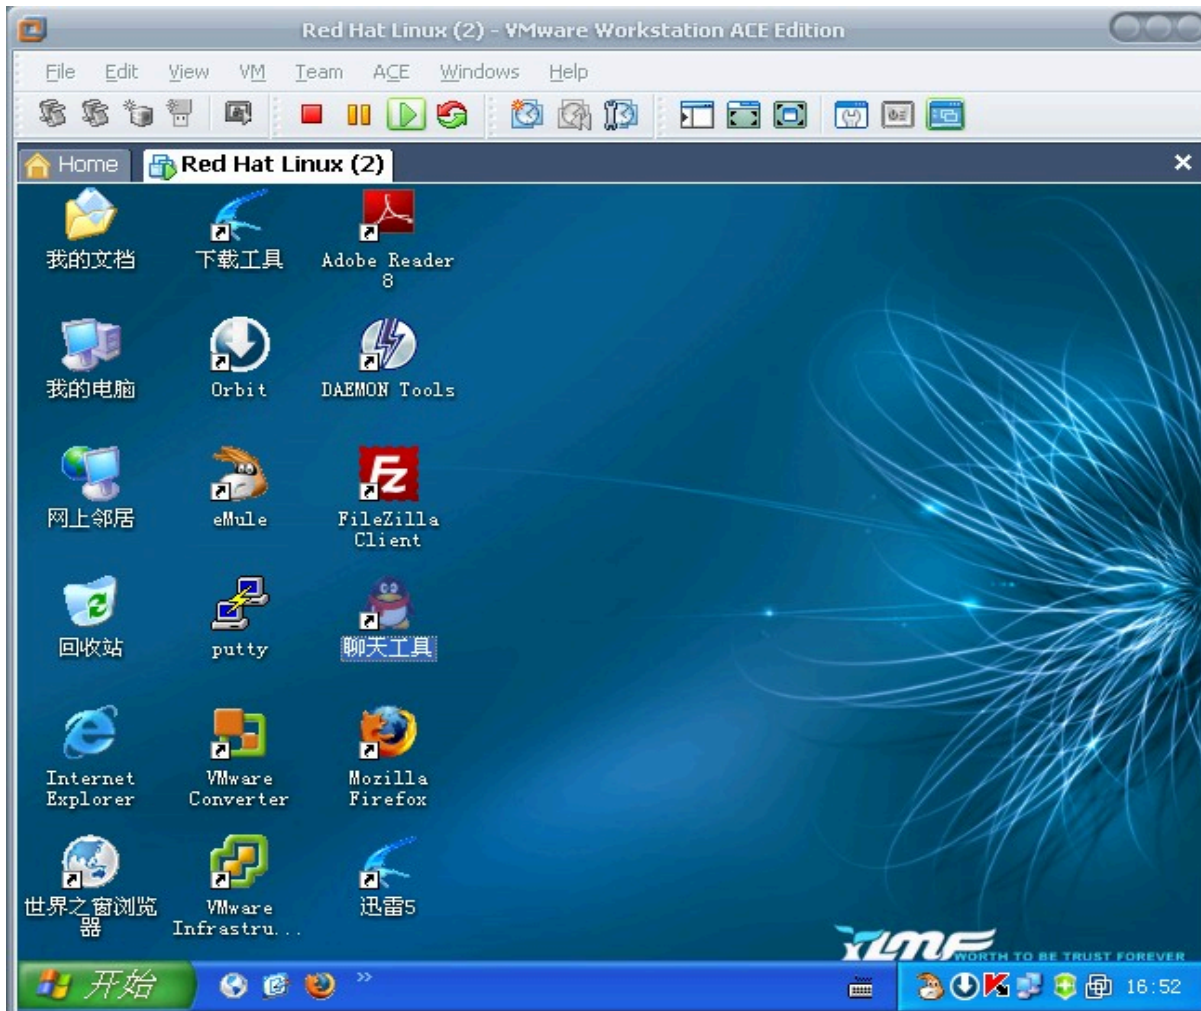 Red Hat Linux (2) - VMware Workstation ACE Edition
File Edit View VM Team ACE Windows Help
Home Red Hat Linux (2)
我的文档
下载工具
Adobe Reader
8
我的电脑
Orbit
DAEMON Tools
网上邻居
eMule
FileZilla
Client
回收站
putty
聊天工具
Internet
Explorer
VMware
Converter
Mozilla
Firefox
世界之窗浏览
器
VMware
Infrastru...
迅雷5
YLMF
WORTH TO BE TRUST FOREVER
开始
16:52